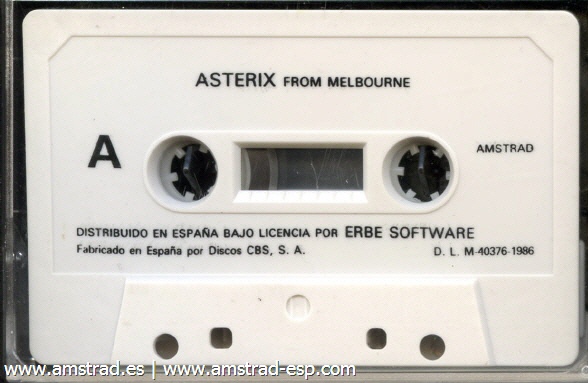 ASTERIX FROM MELBOURNE
A
AMSTRAD
DISTRIBUIDO EN ESPAÑA BAJO LICENCIA POR ERBE SOFTWARE
Fabricado en España por Discos CBS, S. A. D. L. M-40376-1986
www.amstrad.es | www.amstrad-esp.com